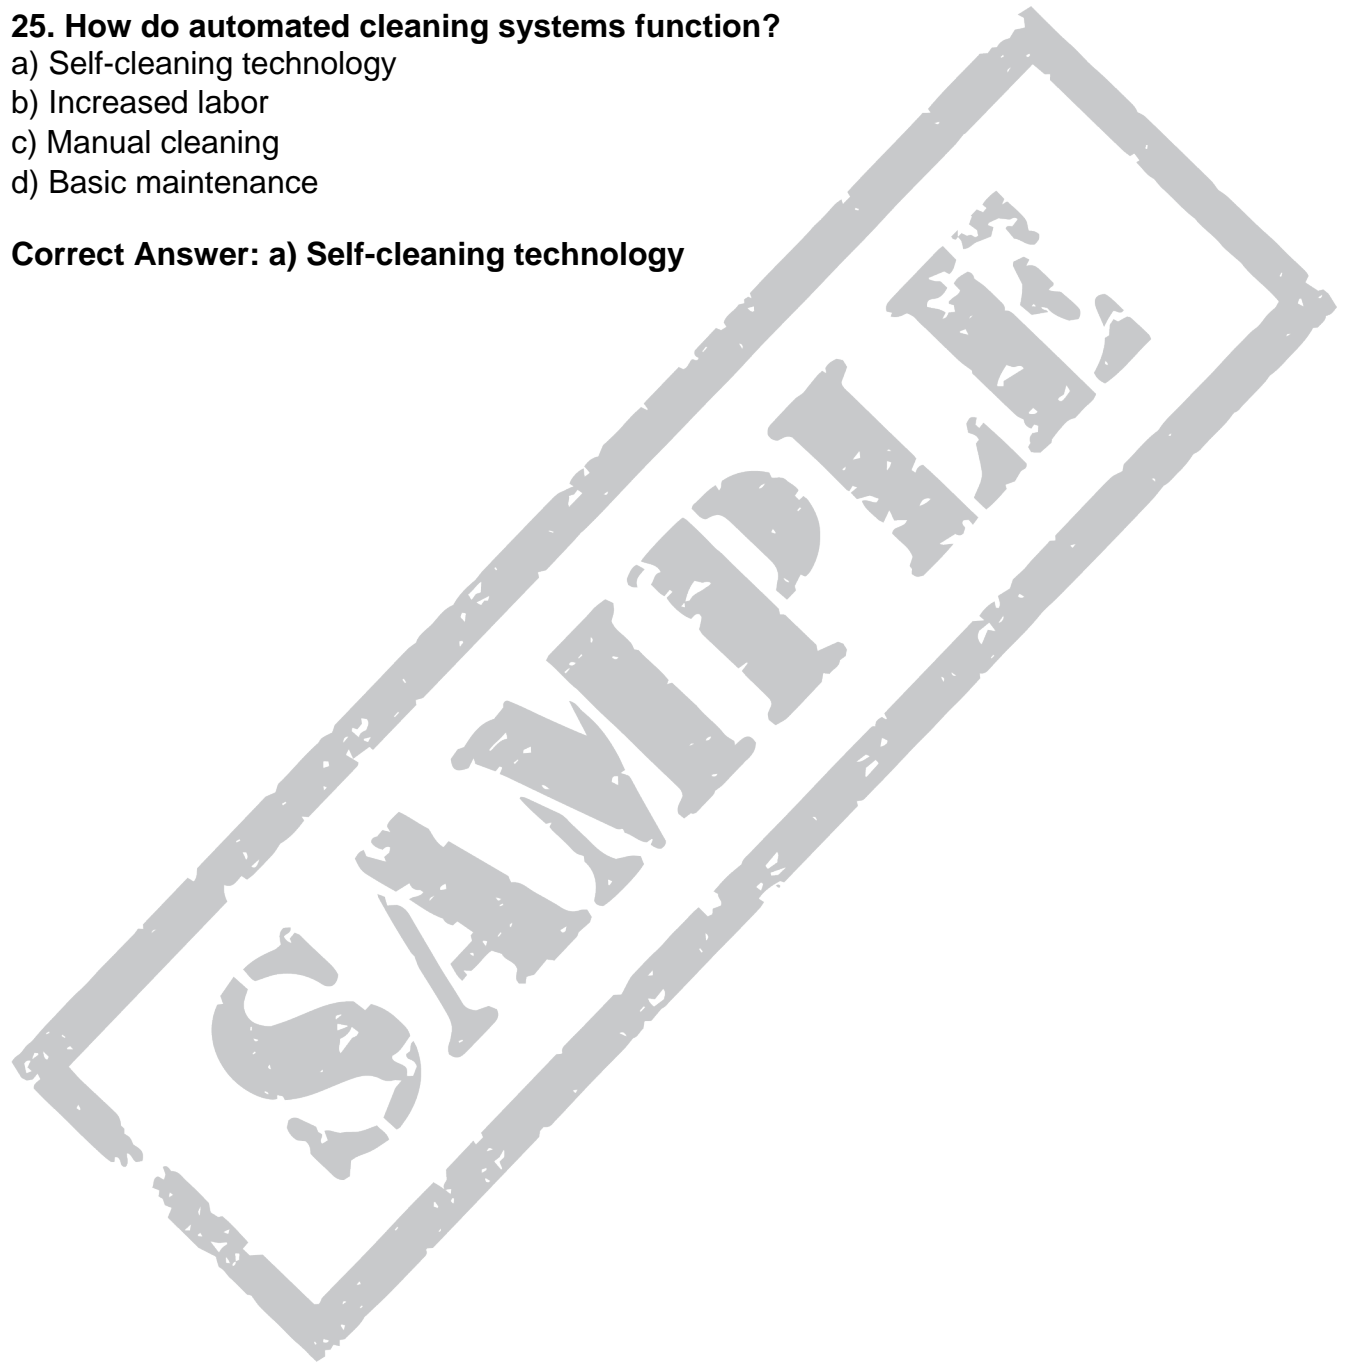 25. How do automated cleaning systems function?
a) Self-cleaning technology
b) Increased labor
c) Manual cleaning
d) Basic maintenance
Correct Answer: a) Self-cleaning technology
SAMPLE